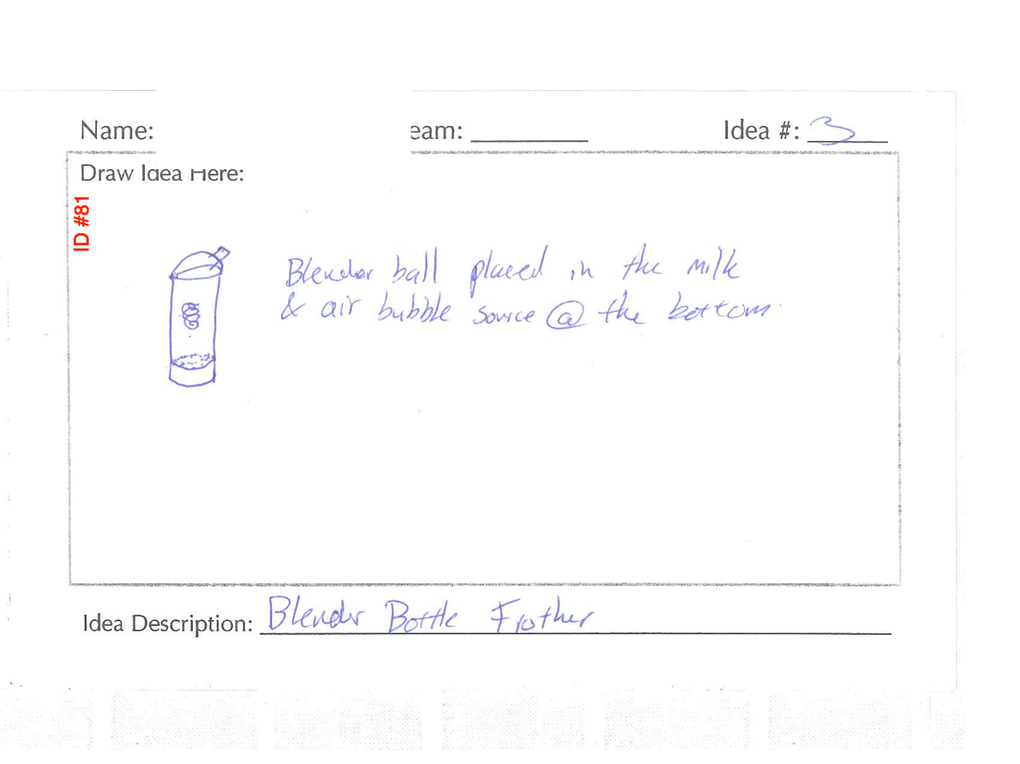 Name:
eam:
Idea #: 3
Draw Idea Here:
ID #81
Blender ball placed in the milk
& air bubble source @ the bottom
Idea Description: Blender Bottle Frother